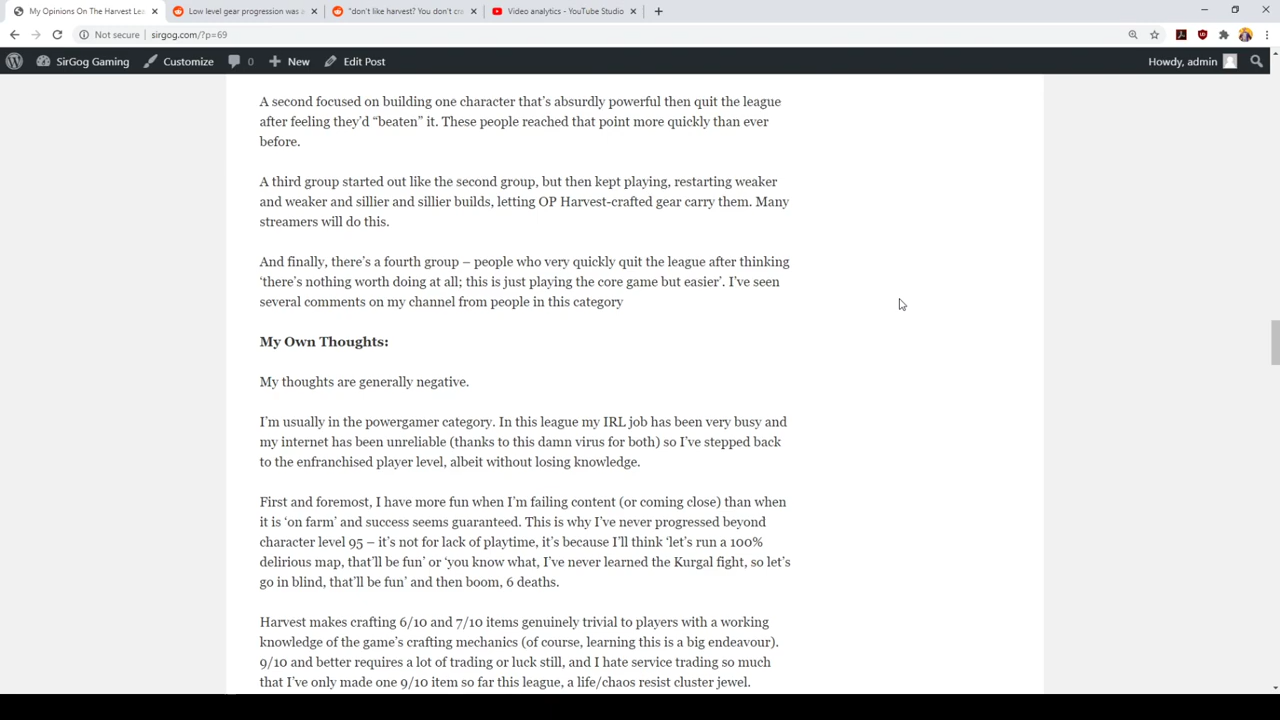 My Opinions On The Harvest Lea
Low level gear progression was a
"don't like harvest? You don't cr
Video analytics - YouTube Studio
Not secure | sirgog.com/?p=69
SirGog Gaming
Customize
0
New
Edit Post
Howdy, admin
A second focused on building one character that's absurdly powerful then quit the league
after feeling they'd “beaten” it. These people reached that point more quickly than ever
before.
A third group started out like the second group, but then kept playing, restarting weaker
and weaker and sillier and sillier builds, letting OP Harvest-crafted gear carry them. Many
streamers will do this.
And finally, there's a fourth group – people who very quickly quit the league after thinking
‘there's nothing worth doing at all; this is just playing the core game but easier’. I've seen
several comments on my channel from people in this category
My Own Thoughts:
My thoughts are generally negative.
I'm usually in the powergamer category. In this league my IRL job has been very busy and
my internet has been unreliable (thanks to this damn virus for both) so I've stepped back
to the enfranchised player level, albeit without losing knowledge.
First and foremost, I have more fun when I'm failing content (or coming close) than when
it is ‘on farm’ and success seems guaranteed. This is why I've never progressed beyond
character level 95 – it's not for lack of playtime, it's because I'll think ‘let's run a 100%
delirious map, that'll be fun’ or ‘you know what, I've never learned the Kurgal fight, so let's
go in blind, that'll be fun’ and then boom, 6 deaths.
Harvest makes crafting 6/10 and 7/10 items genuinely trivial to players with a working
knowledge of the game's crafting mechanics (of course, learning this is a big endeavour).
9/10 and better requires a lot of trading or luck still, and I hate service trading so much
that I've only made one 9/10 item so far this league, a life/chaos resist cluster jewel.